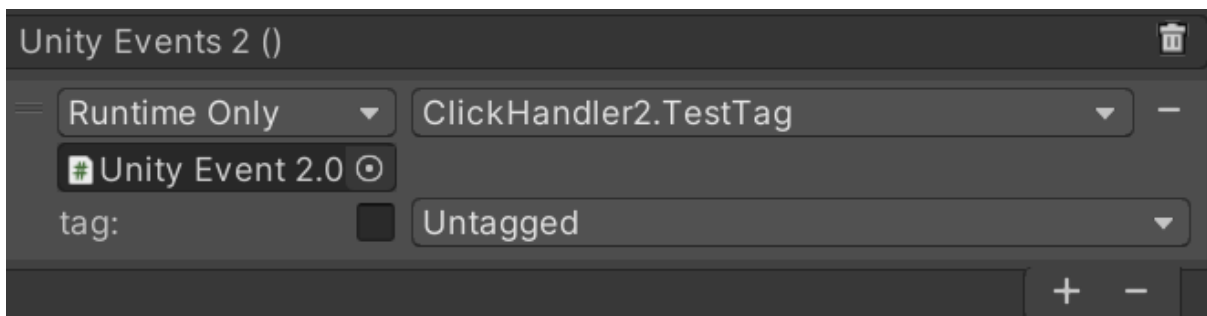 Unity Events 2 ()
Runtime Only ClickHandler2.TestTag
# Unity Event 2.0
tag: Untagged